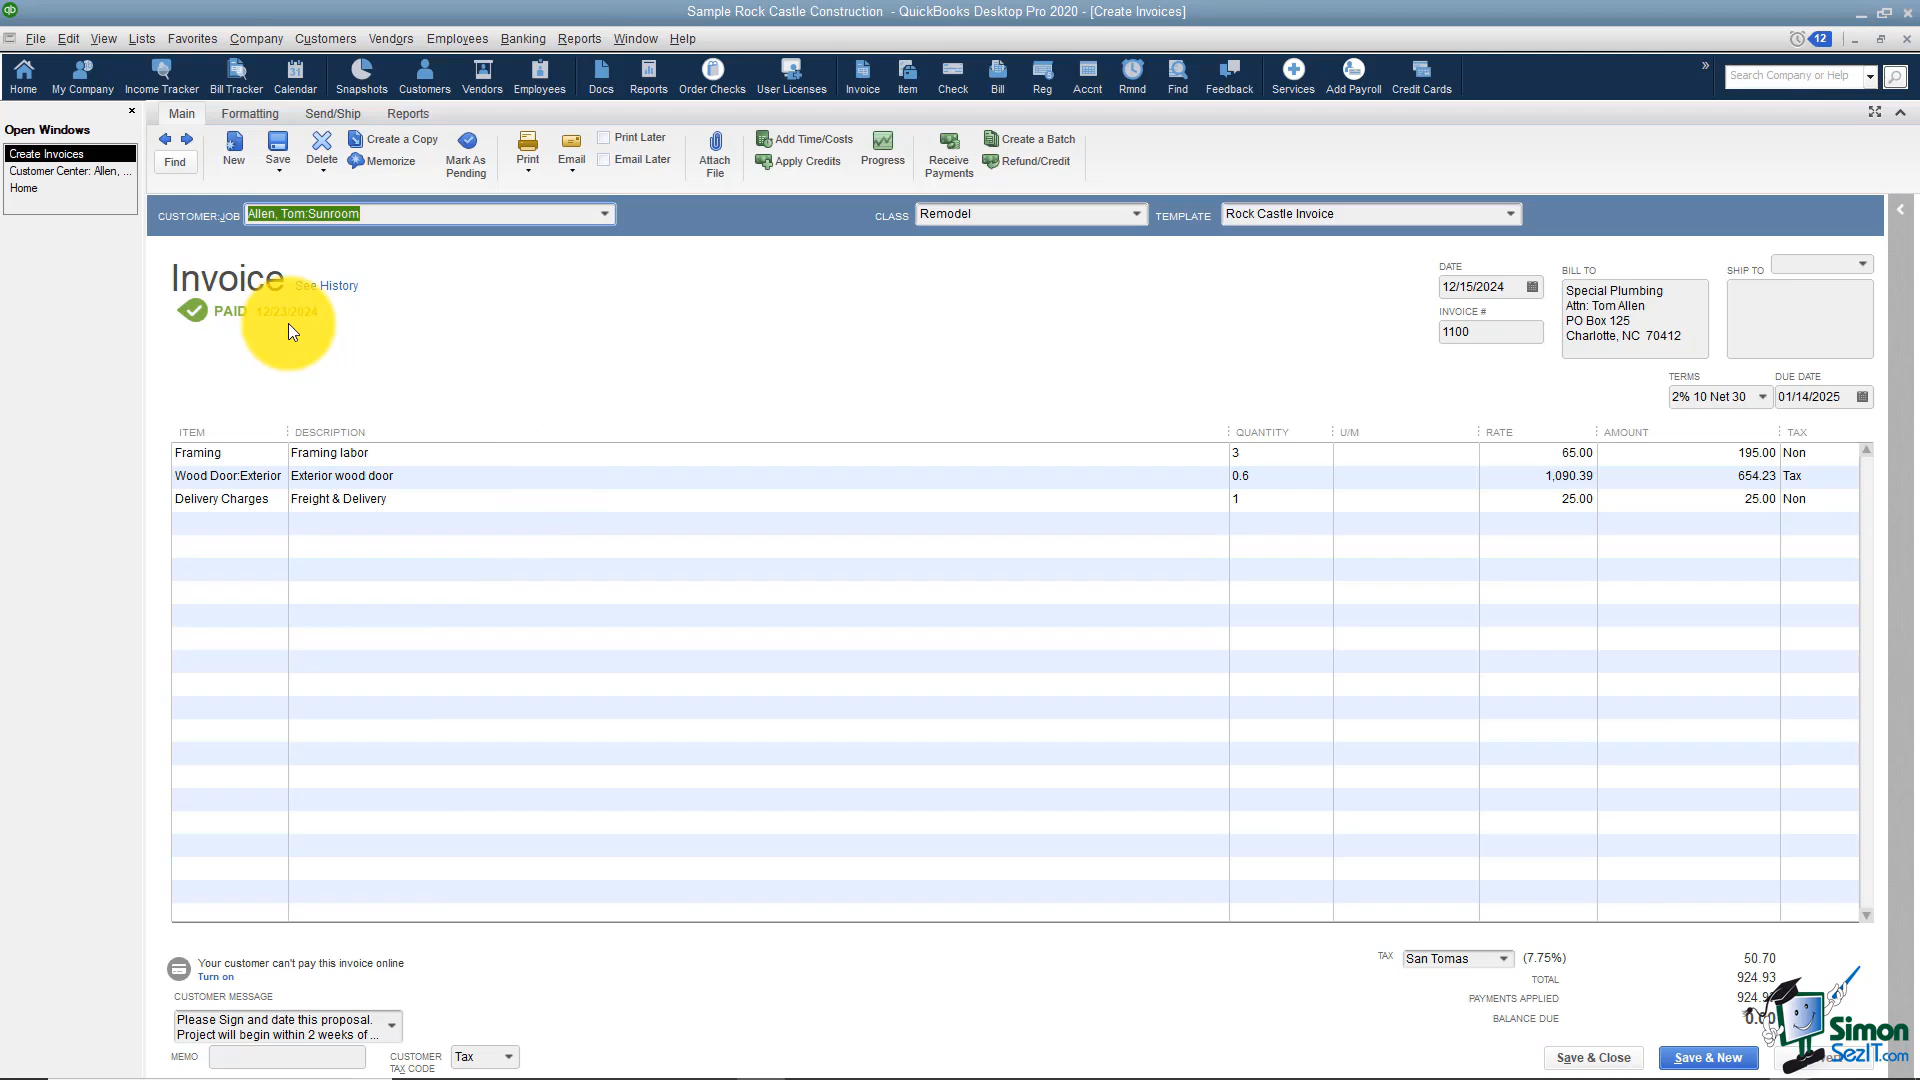 Sample Rock Castle Construction - QuickBooks Desktop Pro 2020 - [Create Invoices]
File Edit View Lists Favorites Company Customers Vendors Employees Banking Reports Window Help 12
Home My Company Income Tracker Bill Tracker Calendar Snapshots Customers Vendors Employees Docs Reports Order Checks User Licenses Invoice Item Check Bill Reg Accnt Rmnd Find Feedback Services Add Payroll Credit Cards Search Company or Help
Open Windows
Create Invoices
Customer Center: Allen, ...
Home
Main Formatting Send/Ship Reports
Find New Save Delete Create a Copy Memorize Mark As Pending Print Email Print Later Email Later Attach File Add Time/Costs Apply Credits Progress Receive Payments Create a Batch Refund/Credit
CUSTOMER:JOB Allen, Tom:Sunroom CLASS Remodel TEMPLATE Rock Castle Invoice
Invoice See History
PAID 12/23/2024
DATE
12/15/2024
INVOICE #
1100
BILL TO
Special Plumbing
Attn: Tom Allen
PO Box 125
Charlotte, NC 70412
SHIP TO
TERMS DUE DATE
2% 10 Net 30 01/14/2025
ITEM DESCRIPTION QUANTITY U/M RATE AMOUNT TAX
Framing Framing labor 3 65.00 195.00 Non
Wood Door:Exterior Exterior wood door 0.6 1,090.39 654.23 Tax
Delivery Charges Freight & Delivery 1 25.00 25.00 Non
Your customer can't pay this invoice online
Turn on
CUSTOMER MESSAGE
Please Sign and date this proposal.
Project will begin within 2 weeks of ...
MEMO
CUSTOMER TAX CODE Tax
TAX San Tomas (7.75%) 50.70
TOTAL 924.93
PAYMENTS APPLIED
BALANCE DUE 0.00
Save & Close Save & New
Simon
SezIT.com